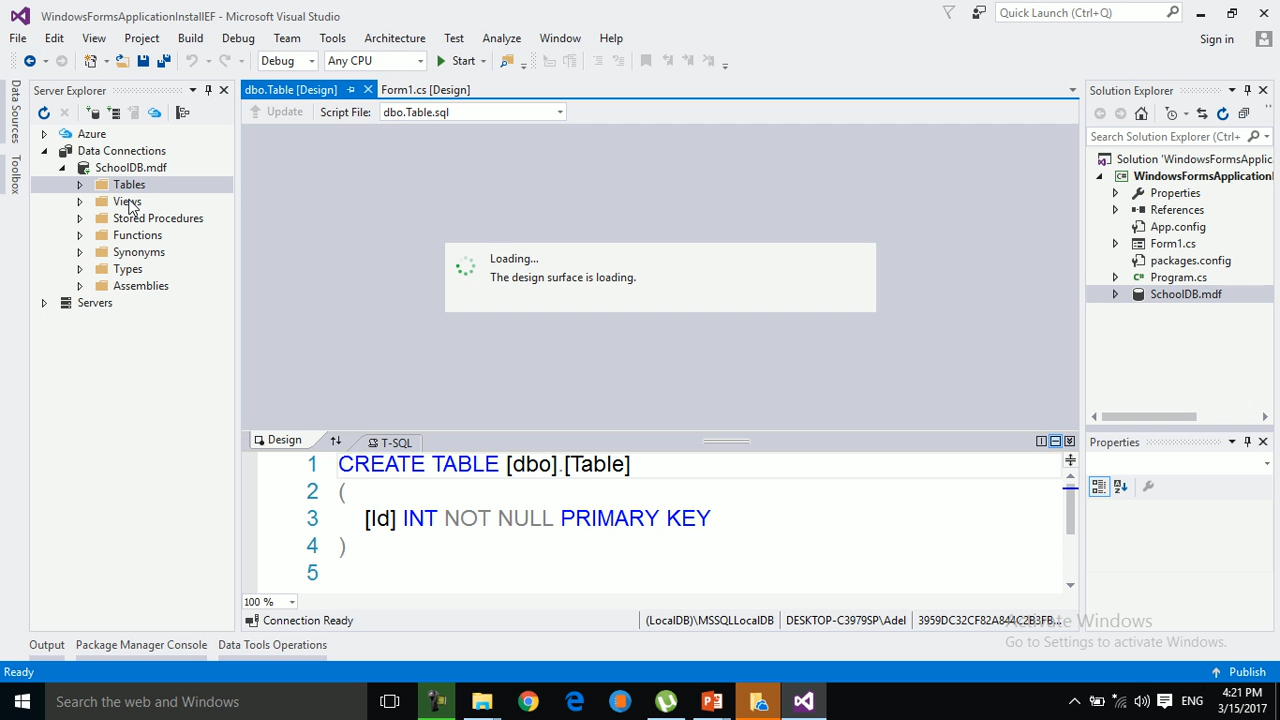 WindowsFormsApplicationInstallEF - Microsoft Visual Studio
Quick Launch (Ctrl+Q)
File Edit View Project Build Debug Team Tools Architecture Test Analyze Window Help
Sign in
Debug Any CPU Start
Server Explorer
dbo.Table [Design] Form1.cs [Design]
Solution Explorer
Update Script File: dbo.Table.sql
Data Sources
Toolbox
Azure
Data Connections
SchoolDB.mdf
Tables
Views
Stored Procedures
Functions
Synonyms
Types
Assemblies
Servers
Loading...
The design surface is loading.
Search Solution Explorer (Ctrl+
Solution 'WindowsFormsApplic
WindowsFormsApplicationI
Properties
References
App.config
Form1.cs
packages.config
Program.cs
SchoolDB.mdf
Design T-SQL
Properties
1 CREATE TABLE [dbo].[Table]
2 (
3 [Id] INT NOT NULL PRIMARY KEY
4 )
5
100 %
Connection Ready (LocalDB)\MSSQLLocalDB DESKTOP-C3979SP\Adel
Activate Windows
Go to Settings to activate Windows.
Output Package Manager Console Data Tools Operations
Ready Publish
Search the web and Windows
ENG 4:21 PM
3/15/2017